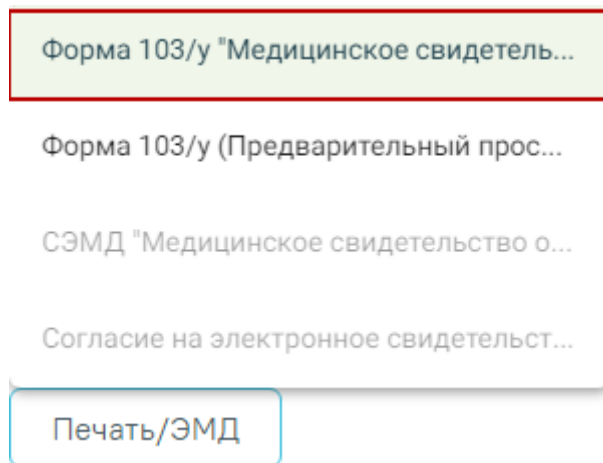 Форма 103/у "Медицинское свидетель...
Форма 103/у (Предварительный прос...
СЭМД "Медицинское свидетельство о...
Согласие на электронное свидетельст...
Печать/ЭМД